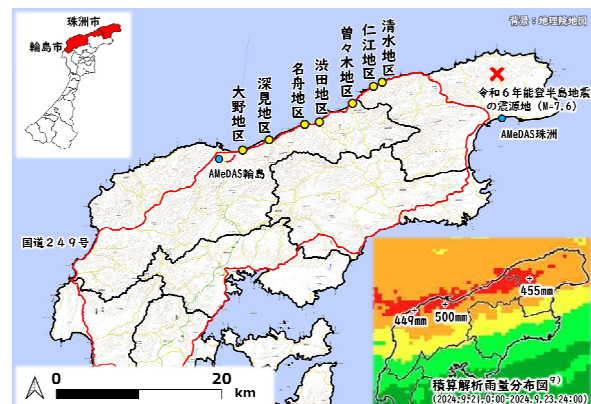 背景：地理院地図
珠洲市
輪島市
大野地区
深見地区
名舟地区
渋田地区
曽々木地区
仁江地区
清水地区
令和６年能登半島地震
の震源地（M-7.6）
AMeDAS珠洲
AMeDAS輪島
国道２４９号
449mm
500mm
455mm
積算解析雨量分布図9)
(2024.9.21.0:00-2024.9.23.24:00)
0
20
km